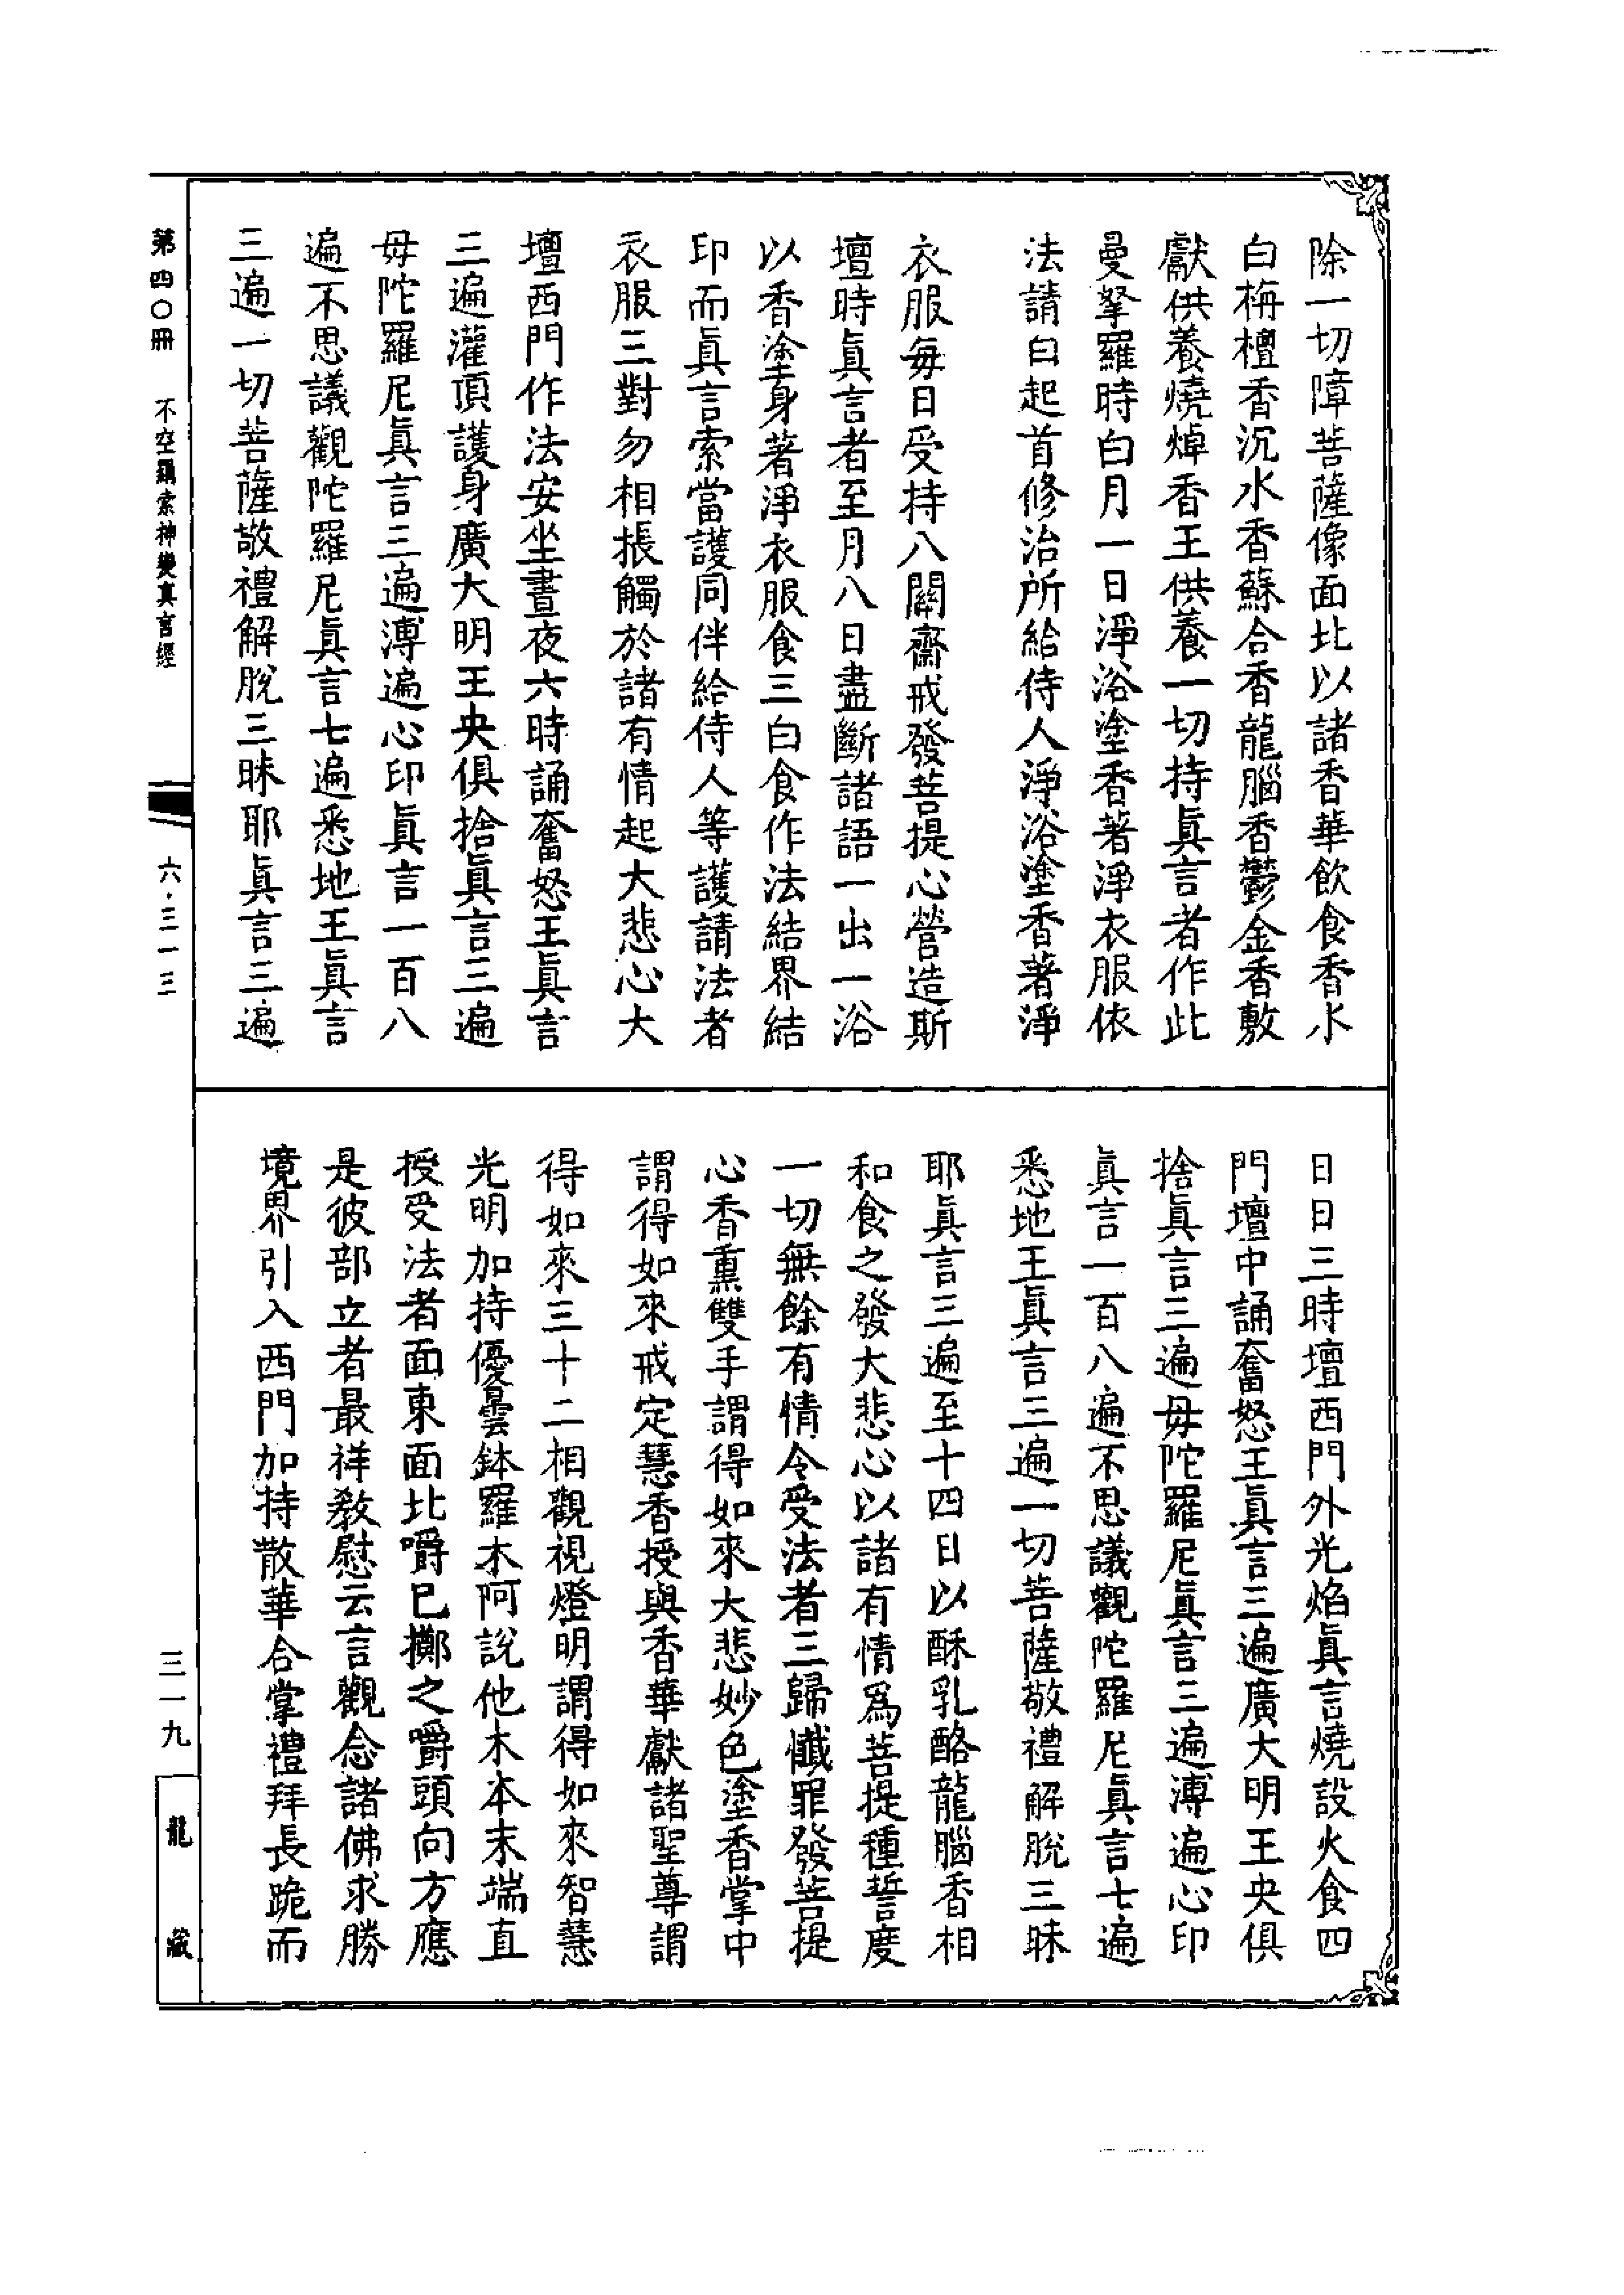 除一切障菩薩像面北以諸香華飲食香水
白栴檀香沉水香蘇合香龍腦香鬱金香敷
獻供養燒焯香王供養一切持眞言者作此
曼拏羅時白月一日淨浴塗香著淨衣服依
法請白起首修治所給侍人淨浴塗香著淨
衣服每日受持八關齋戒發菩提心營造斯
壇時眞言者至月八日盡斷諸語一出一浴
以香塗身著淨衣服食三白食作法結界結
印而眞言索當護同伴給侍人等護請法者
衣服三對勿相振觸於諸有情起大悲心大
壇西門作法安坐晝夜六時誦奮怒王眞言
三遍灌頂護身廣大明王央俱捨眞言三遍
毋陀羅尼眞言三遍溥遍心印眞言一百八
遍不思議觀陀羅尼眞言七遍悉地王眞言
三遍一切菩薩敬禮解脫三昧耶眞言三遍
日日三時壇西門外光焰眞言燒設火食四
門壇中誦奮怒王眞言三遍廣大明王央俱
捨眞言三遍毋陀羅尼眞言三遍溥遍心印
眞言一百八遍不思議觀陀羅尼眞言七遍
悉地王眞言三遍一切菩薩敬禮解脫三昧
耶眞言三遍至十四日以酥乳酪龍腦香相
和食之發大悲心以諸有情爲菩提種誓度
一切無餘有情令受法者三歸懺罪發菩提
心香熏雙手謂得如來大悲妙色塗香掌中
謂得如來戒定慧香授與香華獻諸聖尊謂
得如來三十二相觀視燈明謂得如來智慧
光明加持優曇鉢羅木阿說他木本末端直
授受法者面東面北嚼已擲之嚼頭向方應
是彼部立者最祥敎慰云言觀念諸佛求勝
境界引入西門加持散華合掌禮拜長跪而
第四〇冊 不空羂索神變真言經
六·三一三
三一九
龍藏